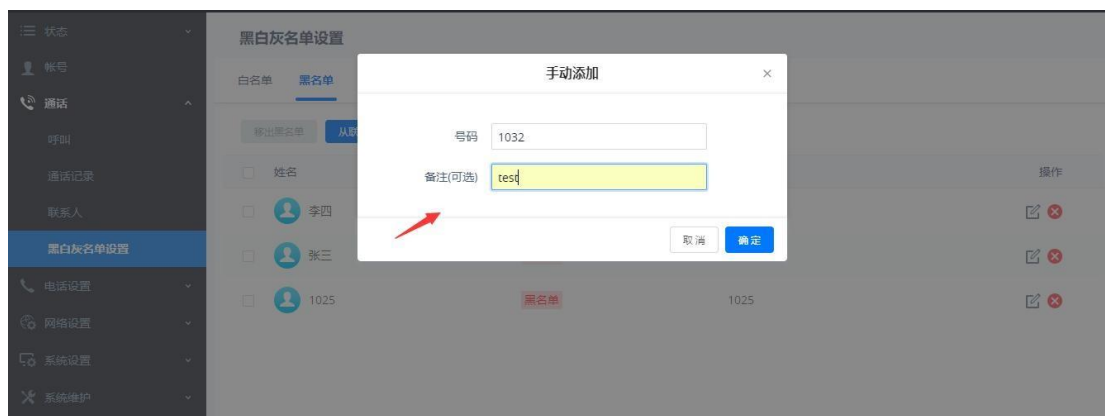 状态
帐号
通话
呼叫
通话记录
联系人
黑白灰名单设置
电话设置
网络设置
系统设置
系统维护
黑白灰名单设置
白名单 黑名单
移出黑名单 从联
姓名 操作
李四
张三
1025 黑名单 1025
手动添加
号码 1032
备注(可选) test
取消 确定